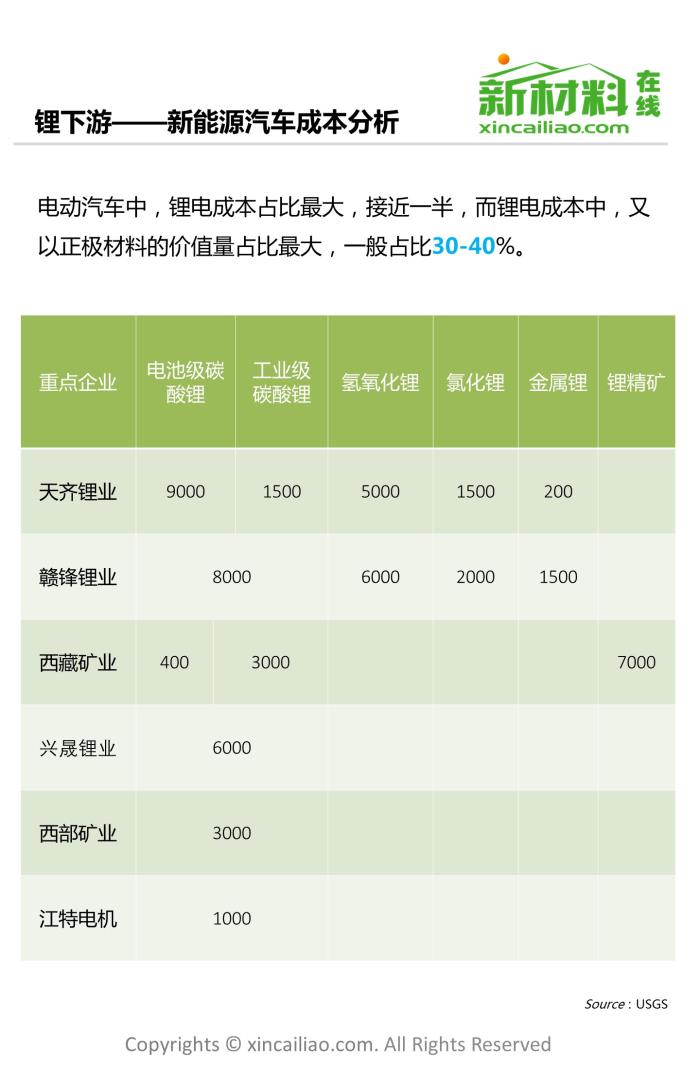 新材料在线
xincailiao.com
锂下游——新能源汽车成本分析
电动汽车中，锂电成本占比最大，接近一半，而锂电成本中，又
以正极材料的价值量占比最大，一般占比30-40%。
重点企业 电池级碳酸锂 工业级碳酸锂 氢氧化锂 氯化锂 金属锂 锂精矿
天齐锂业 9000 1500 5000 1500 200
赣锋锂业 8000 6000 2000 1500
西藏矿业 400 3000 7000
兴晟锂业 6000
西部矿业 3000
江特电机 1000
Source：USGS
Copyrights © xincailiao.com. All Rights Reserved